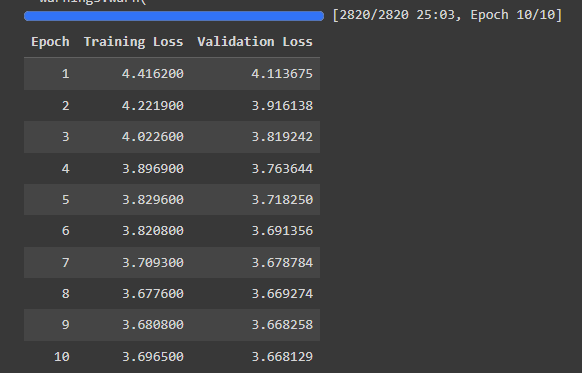 warnings.warn(
[2820/2820 25:03, Epoch 10/10]
Epoch Training Loss Validation Loss
1 4.416200 4.113675
2 4.221900 3.916138
3 4.022600 3.819242
4 3.896900 3.763644
5 3.829600 3.718250
6 3.820800 3.691356
7 3.709300 3.678784
8 3.677600 3.669274
9 3.680800 3.668258
10 3.696500 3.668129